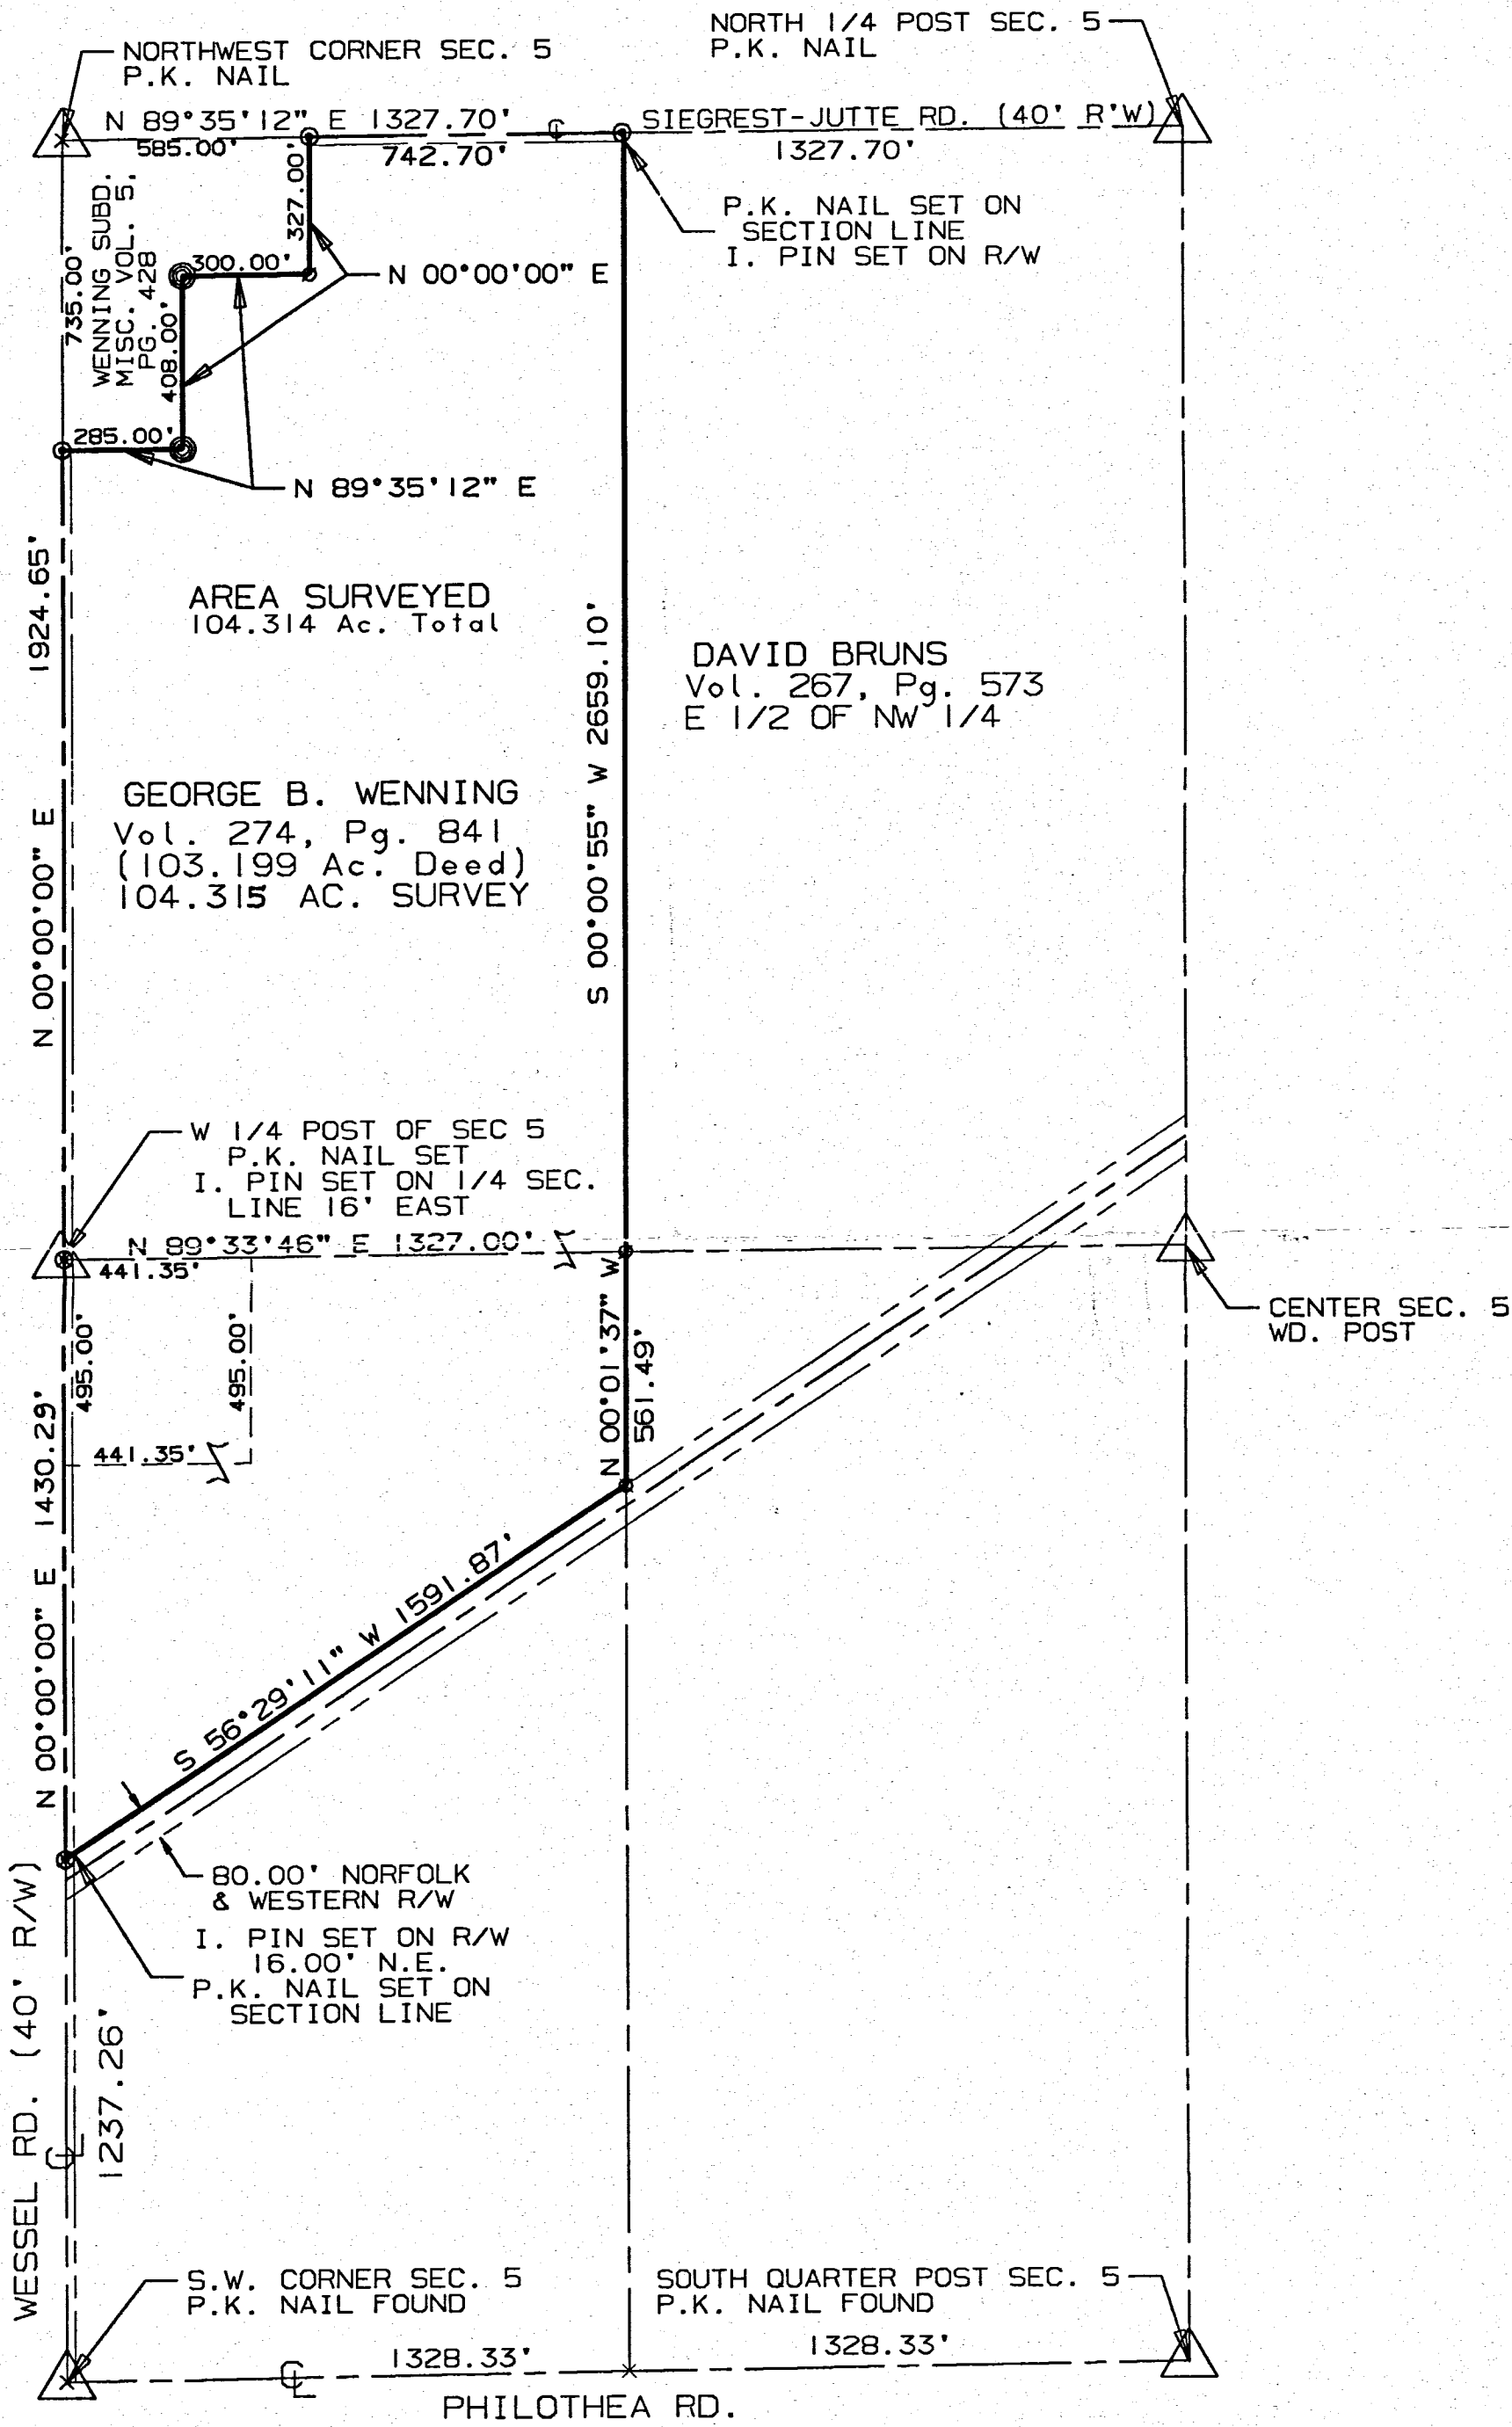 NORTH 1/4 POST SEC. 5
P.K. NAIL
NORTHWEST CORNER SEC. 5
P.K. NAIL
N 89°35'12" E 1327.70'
SIEGREST-JUTTE RD. (40' R'W)
585.00'
742.70'
1327.70'
327.00'
P.K. NAIL SET ON
SECTION LINE
I. PIN SET ON R/W
WENNING SUBD.
MISC. VOL. 5,
PG. 428
735.00'
300.00'
N 00°00'00" E
408.00'
285.00'
N 89°35'12" E
1924.65'
N 00°00'00" E
AREA SURVEYED
104.314 Ac. Total
S 00°00'55" W 2659.10'
DAVID BRUNS
Vol. 267, Pg. 573
E 1/2 OF NW 1/4
GEORGE B. WENNING
Vol. 274, Pg. 841
(103.199 Ac. Deed)
104.315 AC. SURVEY
W 1/4 POST OF SEC 5
P.K. NAIL SET
I. PIN SET ON 1/4 SEC.
LINE 16' EAST
N 89°33'46" E 1327.00'
441.35'
495.00'
495.00'
441.35'
N 00°01'37" W
561.49'
CENTER SEC. 5
WD. POST
N 00°00'00" E 1430.29'
S 56°29'11" W 1591.87'
80.00' NORFOLK
& WESTERN R/W
I. PIN SET ON R/W
16.00' N.E.
P.K. NAIL SET ON
SECTION LINE
WESSEL RD. (40' R/W)
1237.26'
S.W. CORNER SEC. 5
P.K. NAIL FOUND
SOUTH QUARTER POST SEC. 5
P.K. NAIL FOUND
1328.33'
1328.33'
PHILOTHEA RD.